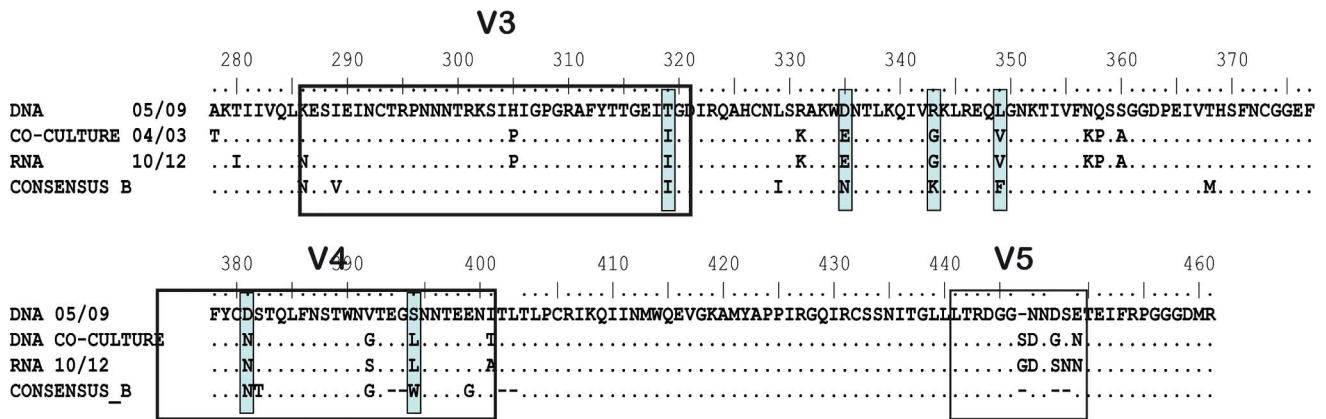 V3
280 290 300 310 320 330 340 350 360 370
DNA 05/09 AKTIIVQLKESIEINCTRPNNNTRKSIHIGPGRAFYTTGEITGDIRQAHCNLSRAKWDNTLKQIVRKLREQLGNKTIVFNQSSGGDPEIVTHSFNCGGEF
CO-CULTURE 04/03 T..........................P.............I...........R...E.......G.....V.......KP.A.................
RNA 10/12 ..I.....N..................P.............I...........R...E.......G.....V.......KP.A.................
CONSENSUS B ........N..V.............................I.........I.....N.......K.....F..................M.........
V4 V5
380 390 400 410 420 430 440 450 460
DNA 05/09 FYCDSTQLFNSTWNVTEGSNNTEENITLTLPCRIKQIINMWQEVGKAMYAPPIRGQIRCSSNITGLLLTRDGG-NNDSETEIFRPGGGDMR
DNA CO-CULTURE ...N..........G...L......T...............................................SD.G.N............
RNA 10/12 ...N..........S...L......A...............................................GD.SNN............
CONSENSUS_B ...NT.........G.--W....G..--.............................................-..--.............